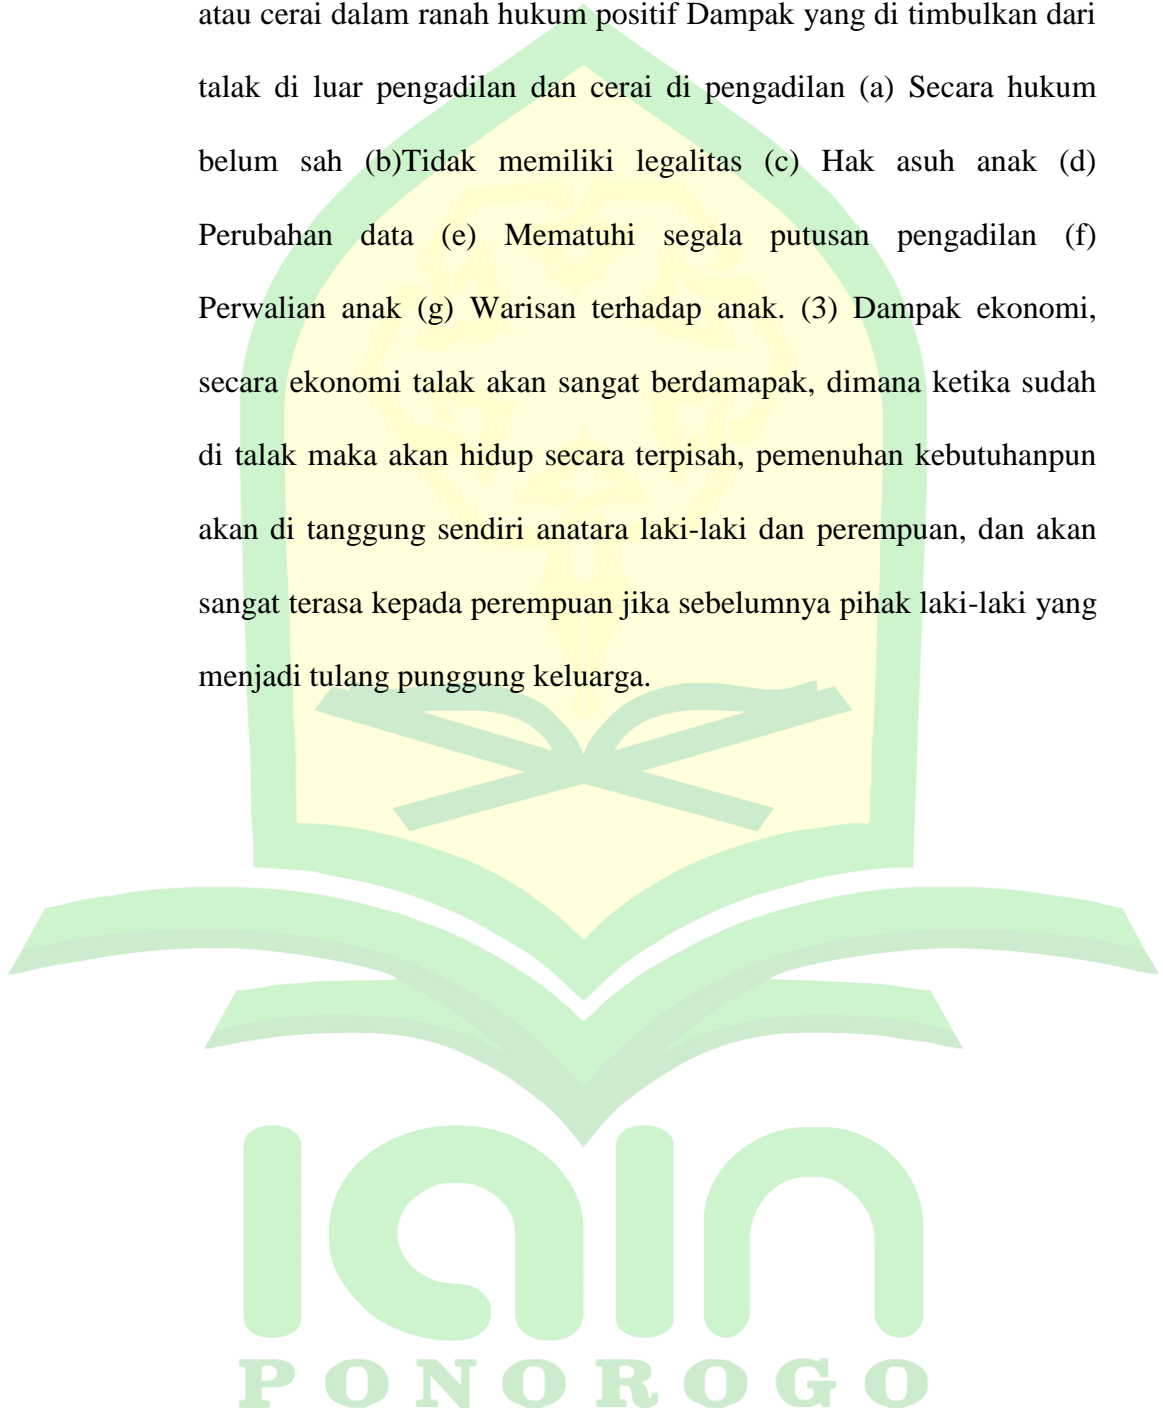 atau cerai dalam ranah hukum positif Dampak yang di timbulkan dari
talak di luar pengadilan dan cerai di pengadilan (a) Secara hukum
belum sah (b)Tidak memiliki legalitas (c) Hak asuh anak (d)
Perubahan data (e) Mematuhi segala putusan pengadilan (f)
Perwalian anak (g) Warisan terhadap anak. (3) Dampak ekonomi,
secara ekonomi talak akan sangat berdamapak, dimana ketika sudah
di talak maka akan hidup secara terpisah, pemenuhan kebutuhanpun
akan di tanggung sendiri anatara laki-laki dan perempuan, dan akan
sangat terasa kepada perempuan jika sebelumnya pihak laki-laki yang
menjadi tulang punggung keluarga.
iain
PONOROGO